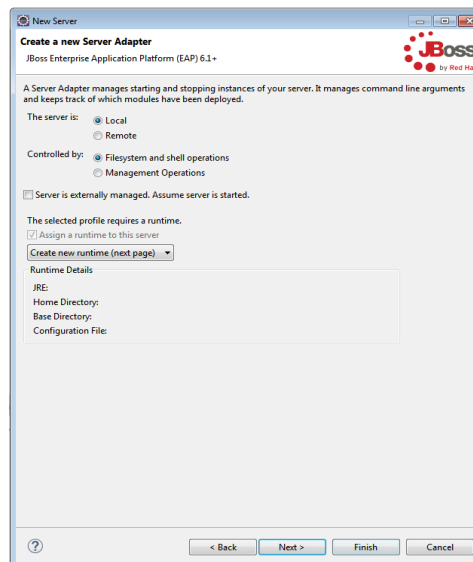 New Server
Create a new Server Adapter
JBoss Enterprise Application Platform (EAP) 6.1+
JBoss
by Red Ha
A Server Adapter manages starting and stopping instances of your server. It manages command line arguments
and keeps track of which modules have been deployed.
The server is:
Local
Remote
Controlled by:
Filesystem and shell operations
Management Operations
Server is externally managed. Assume server is started.
The selected profile requires a runtime.
Assign a runtime to this server
Create new runtime (next page)
Runtime Details
JRE:
Home Directory:
Base Directory:
Configuration File:
?
< Back
Next >
Finish
Cancel